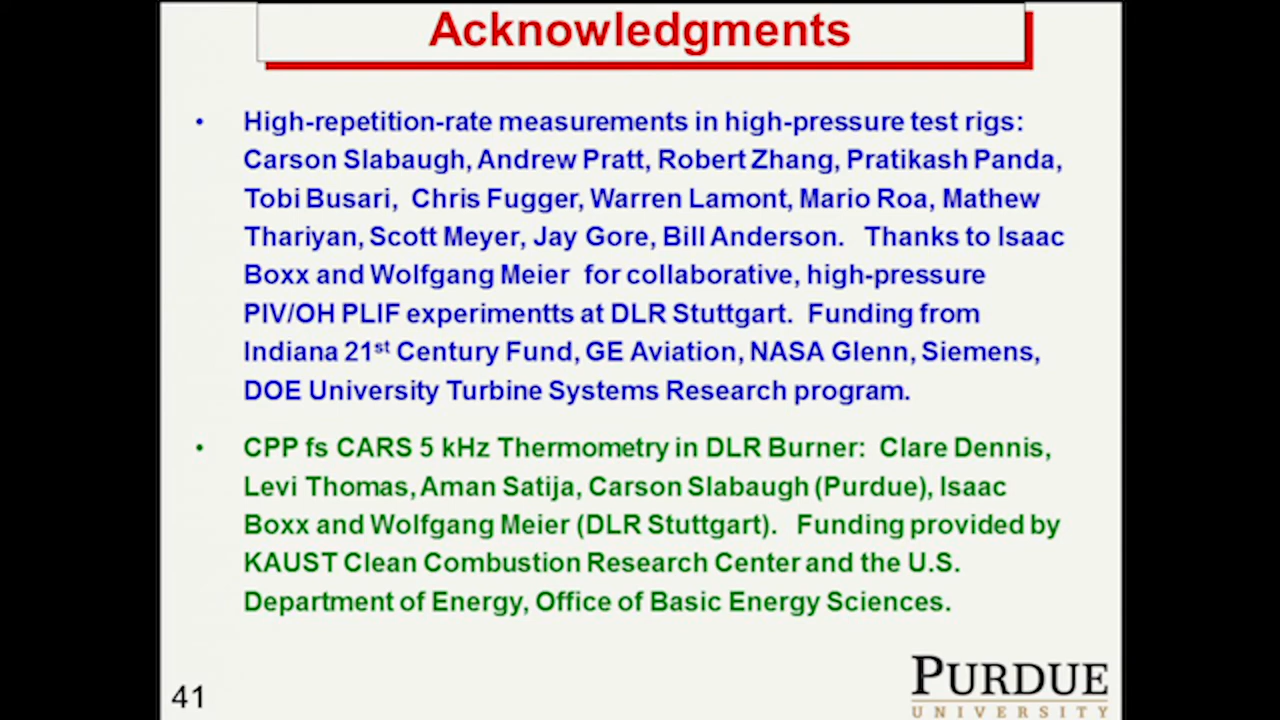 Acknowledgments
• High-repetition-rate measurements in high-pressure test rigs:
Carson Slabaugh, Andrew Pratt, Robert Zhang, Pratikash Panda,
Tobi Busari, Chris Fugger, Warren Lamont, Mario Roa, Mathew
Thariyan, Scott Meyer, Jay Gore, Bill Anderson. Thanks to Isaac
Boxx and Wolfgang Meier for collaborative, high-pressure
PIV/OH PLIF experimentts at DLR Stuttgart. Funding from
Indiana 21st Century Fund, GE Aviation, NASA Glenn, Siemens,
DOE University Turbine Systems Research program.
• CPP fs CARS 5 kHz Thermometry in DLR Burner: Clare Dennis,
Levi Thomas, Aman Satija, Carson Slabaugh (Purdue), Isaac
Boxx and Wolfgang Meier (DLR Stuttgart). Funding provided by
KAUST Clean Combustion Research Center and the U.S.
Department of Energy, Office of Basic Energy Sciences.
41
PURDUE
UNIVERSITY